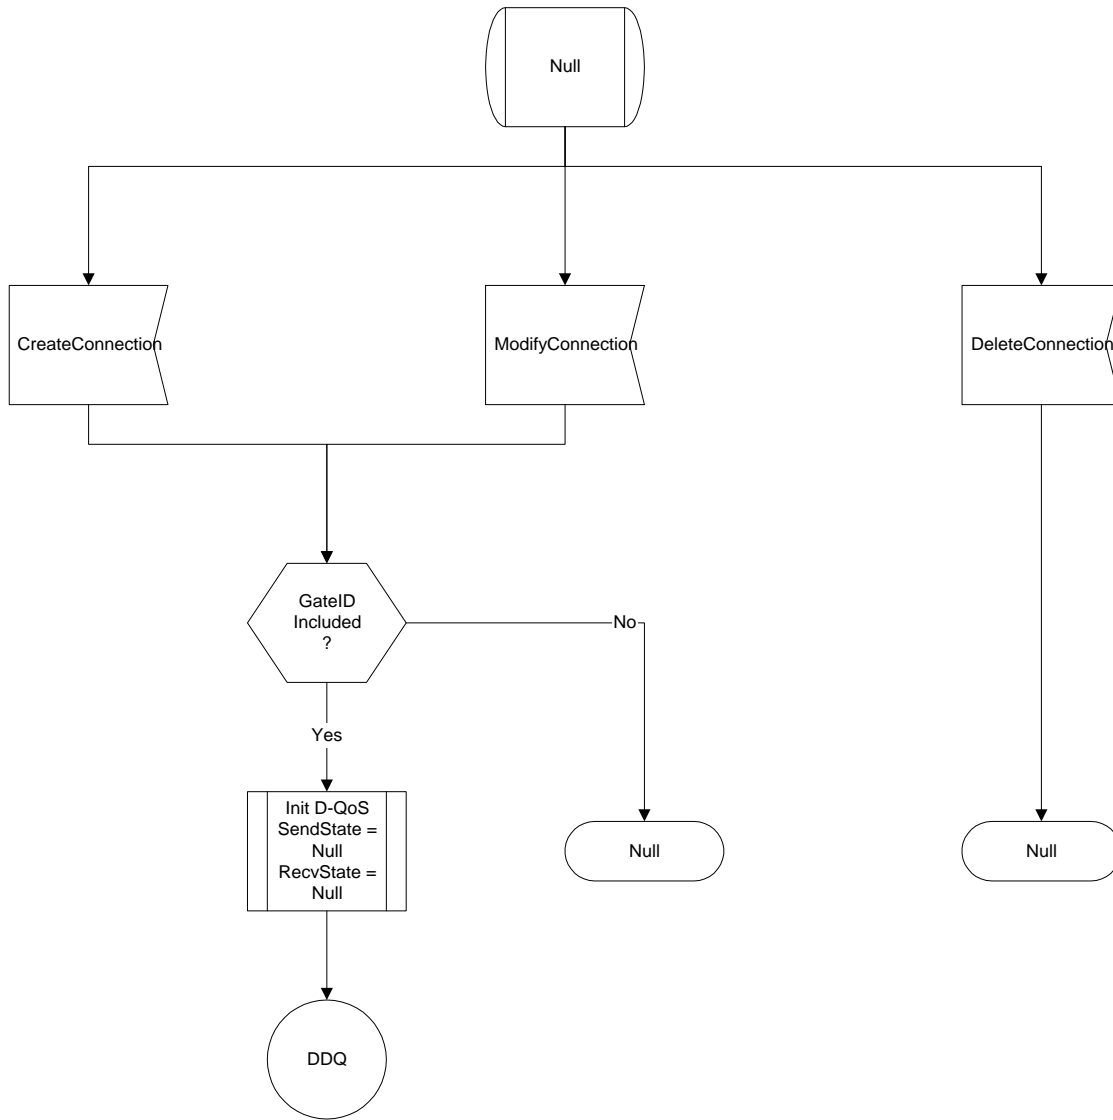 Null
CreateConnection
ModifyConnection
DeleteConnection
GateID
Included
?
No
Yes
Init D-QoS
SendState =
Null
RecvState =
Null
Null
Null
DDQ